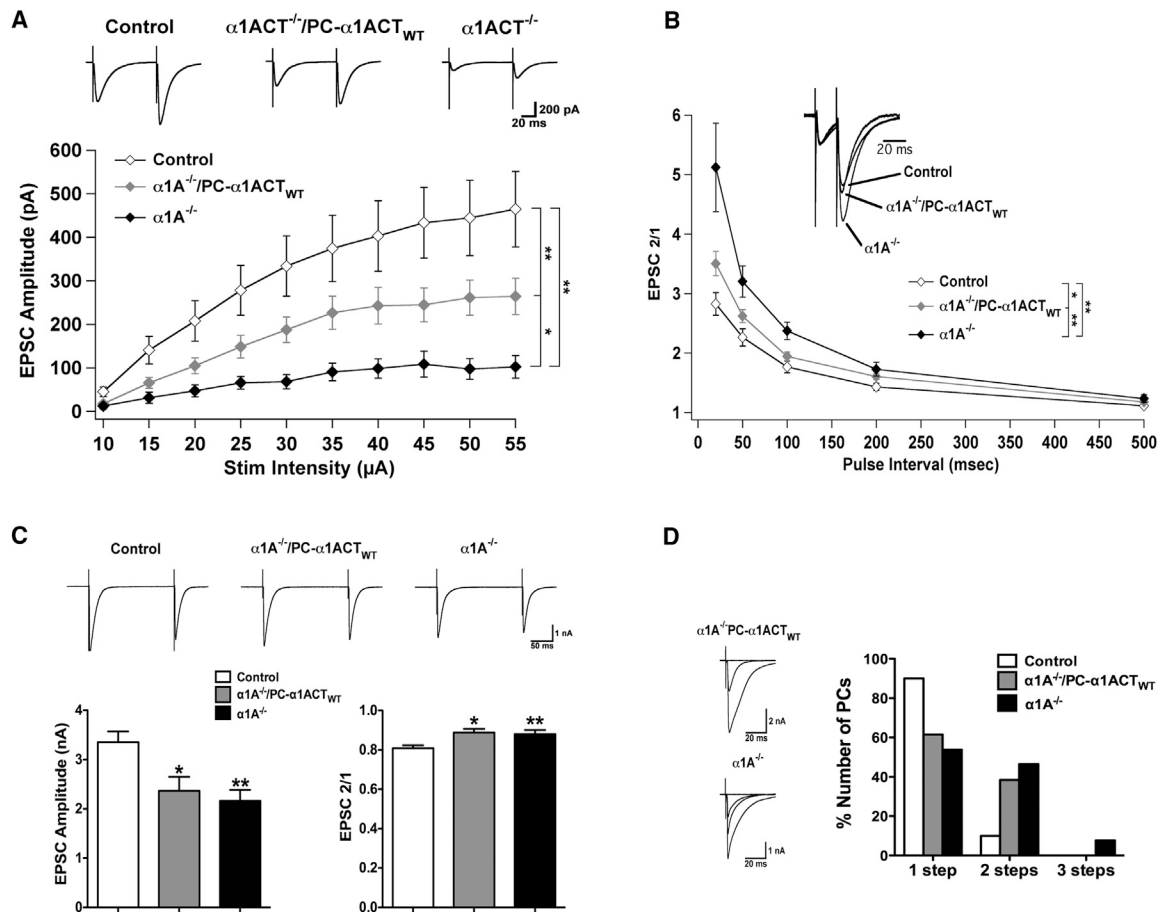 A
Control
α1ACT-/-/PC-α1ACTWT
α1ACT-/-
200 pA
20 ms
EPSC Amplitude (pA)
600
500
400
300
200
100
0
Control
α1A-/-/PC-α1ACTWT
α1A-/-
**
**
*
10 15 20 25 30 35 40 45 50 55
Stim Intensity (µA)
B
EPSC 2/1
6
5
4
3
2
1
20 ms
Control
α1A-/-/PC-α1ACTWT
α1A-/-
Control
α1A-/-/PC-α1ACTWT
α1A-/-
*
**
**
0 50 100 150 200 250 300 350 400 450 500
Pulse Interval (msec)
C
Control
α1A-/-/PC-α1ACTWT
α1A-/-
1 nA
50 ms
Control
α1A-/-/PC-α1ACTWT
α1A-/-
EPSC Amplitude (nA)
4
3
2
1
0
*
**
EPSC 2/1
1.0
0.8
0.6
0.4
0.2
0.0
*
**
D
α1A-/-PC-α1ACTWT
2 nA
20 ms
α1A-/-
1 nA
20 ms
% Number of PCs
100
80
60
40
20
0
Control
α1A-/-/PC-α1ACTWT
α1A-/-
1 step 2 steps 3 steps